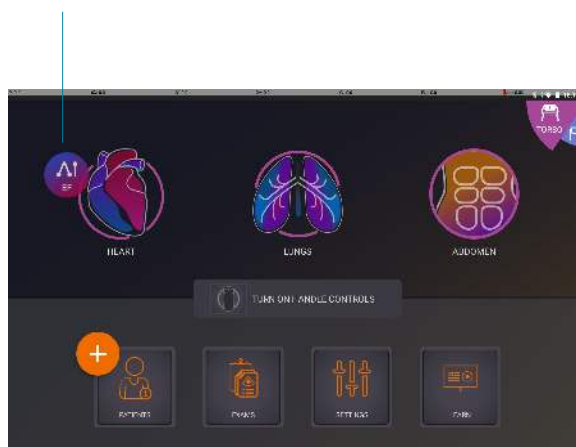 TORSO
AI
EF
HEART
LUNGS
ABDOMEN
TURN ON HANDLE CONTROLS
PATIENTS
EXAMS
SETTINGS